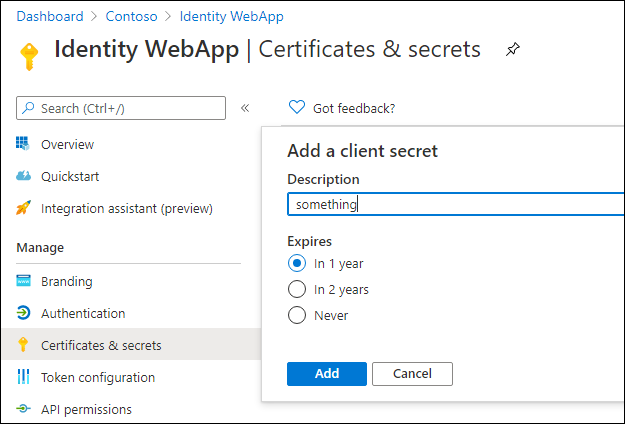 Dashboard > Contoso > Identity WebApp
Identity WebApp | Certificates & secrets
Search (Ctrl+/)
«
Got feedback?
Overview
Quickstart
Integration assistant (preview)
Manage
Branding
Authentication
Certificates & secrets
Token configuration
API permissions
Add a client secret
Description
something
Expires
In 1 year
In 2 years
Never
Add
Cancel